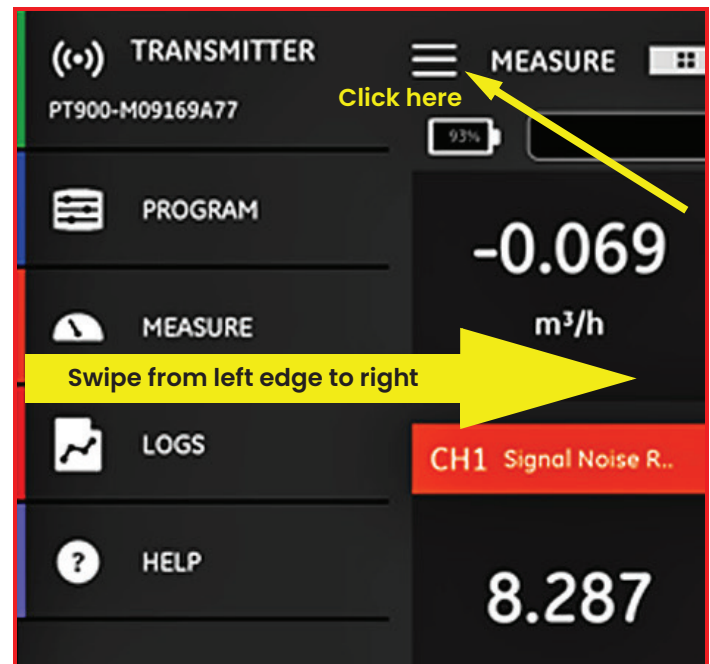 TRANSMITTER
PT900-M09169A77
MEASURE
Click here
93%
PROGRAM
-0.069
m³/h
MEASURE
Swipe from left edge to right
LOGS
CH1 Signal Noise R..
HELP
8.287
?